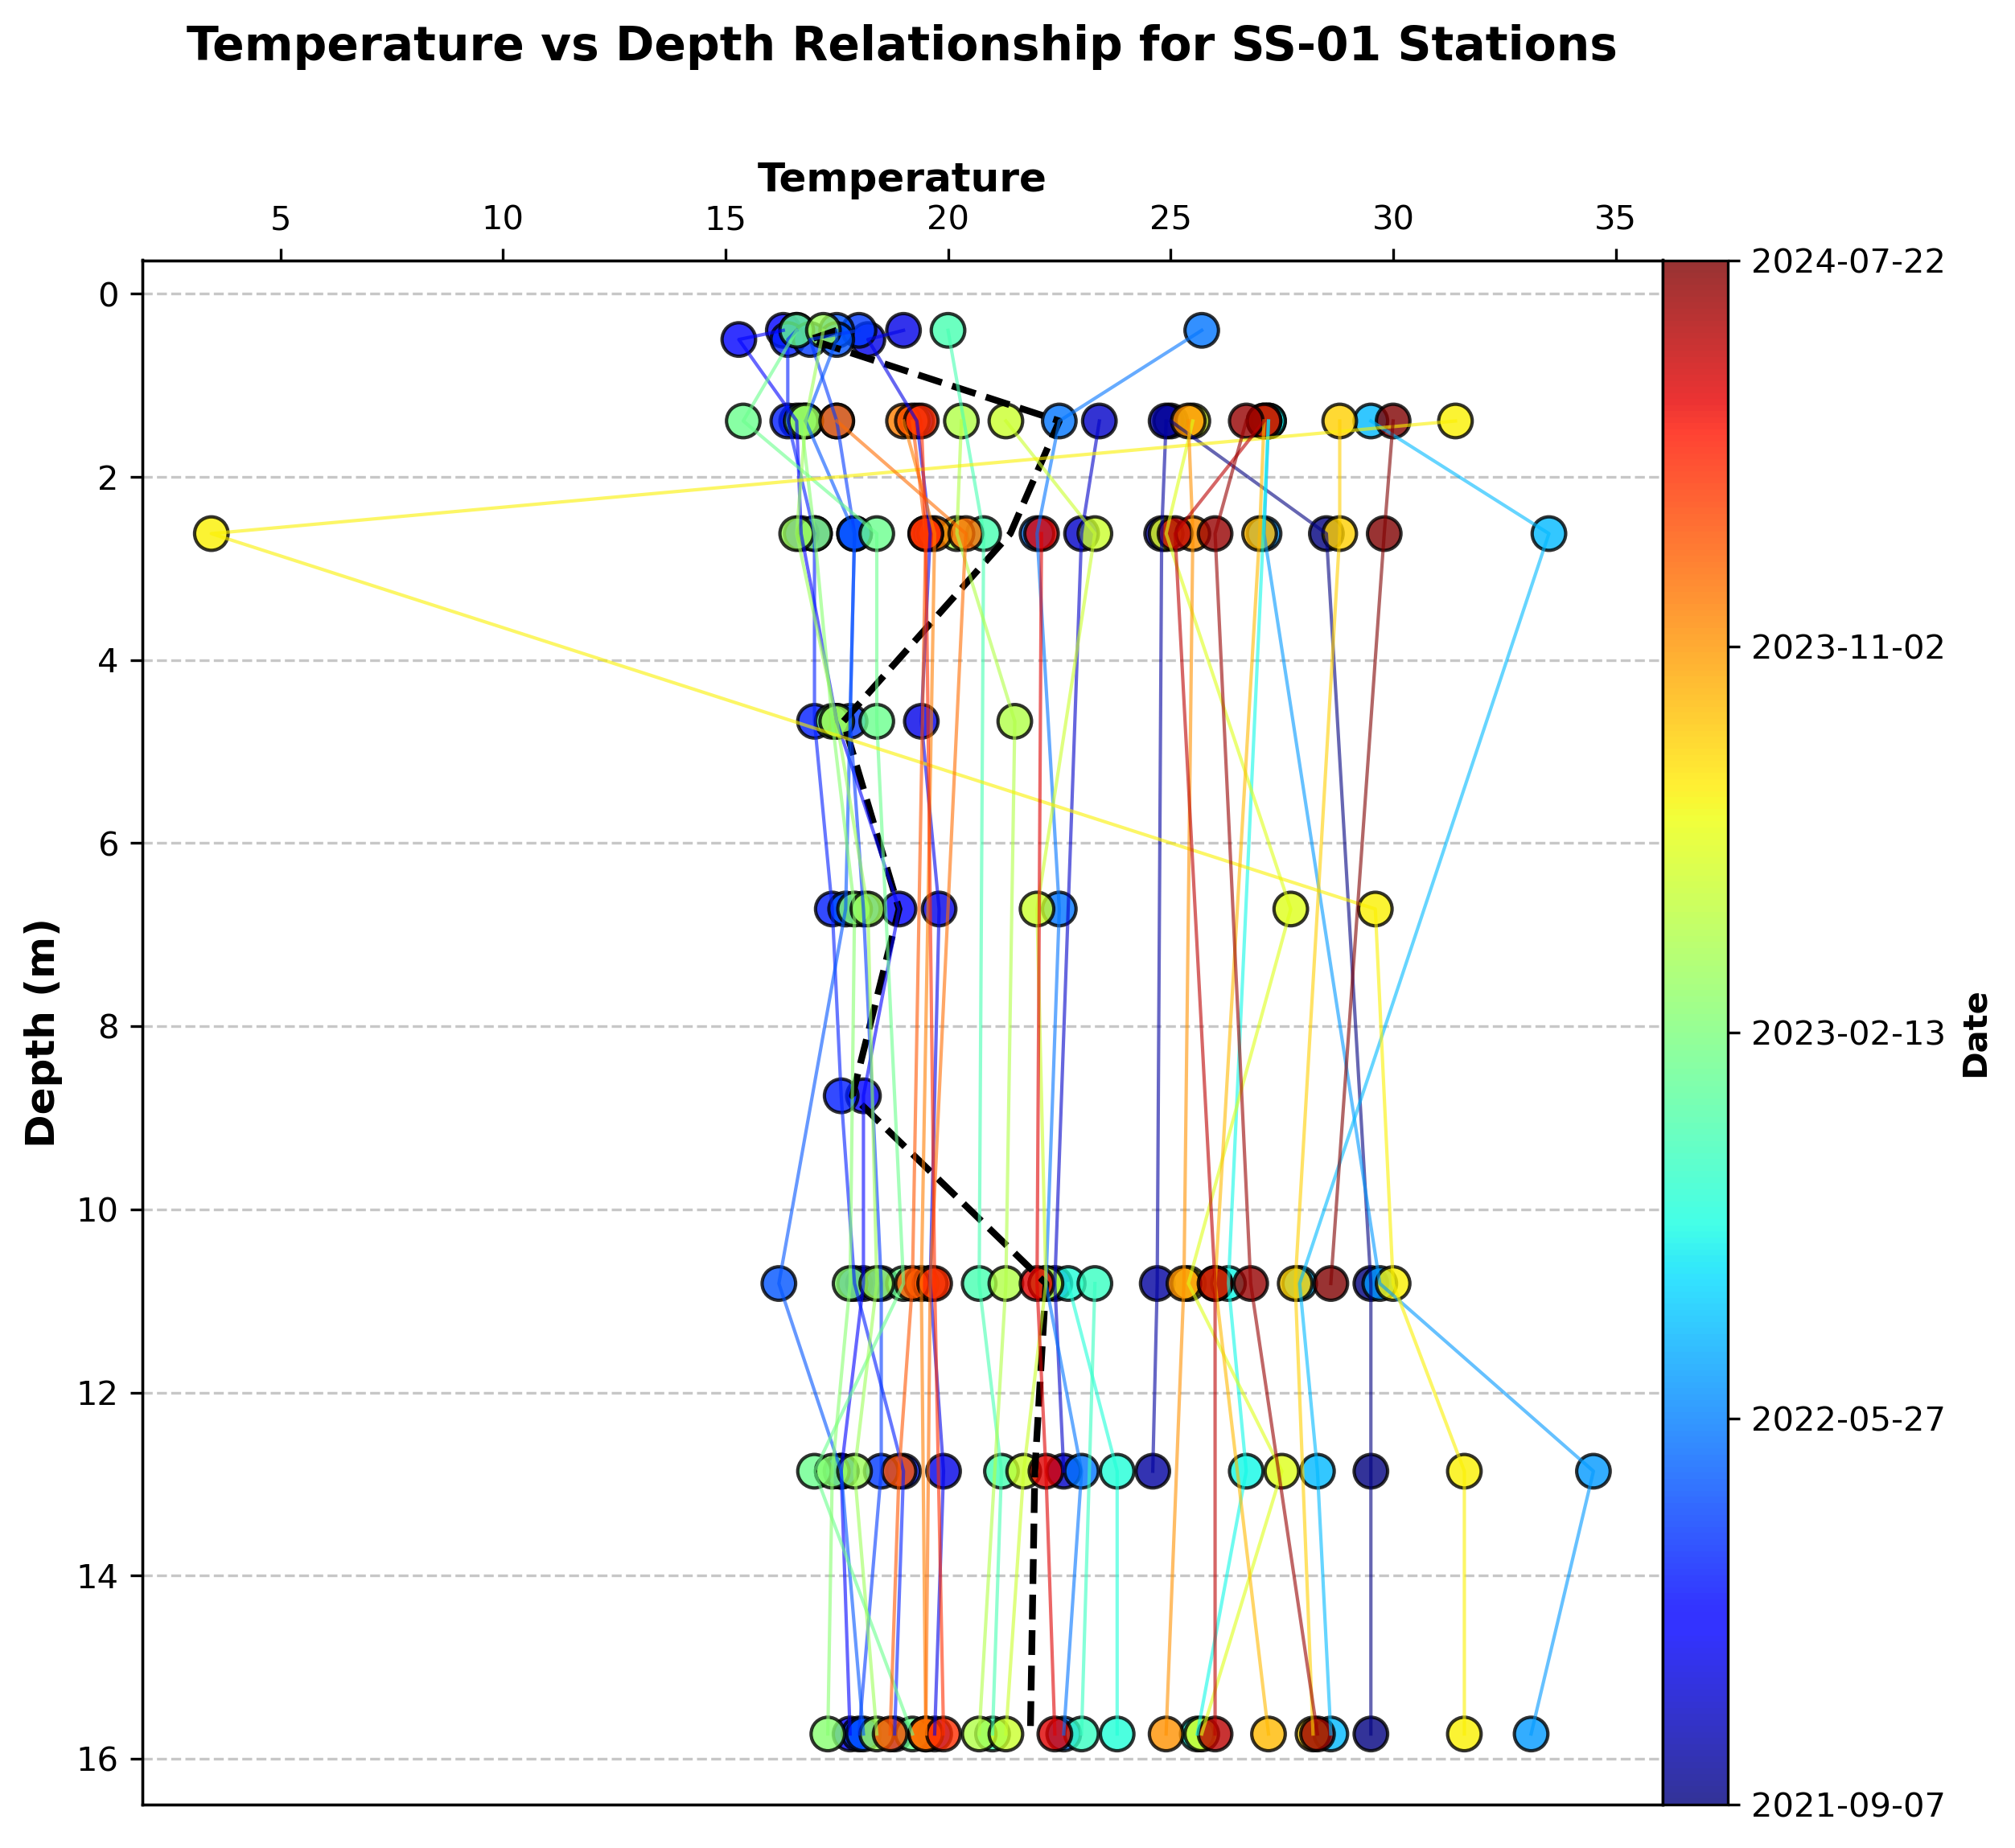 Temperature vs Depth Relationship for SS-01 Stations
Temperature
5 10 15 20 25 30 35
0
2
4
6
8
10
12
14
16
Depth (m)
2024-07-22
2023-11-02
2023-02-13
2022-05-27
2021-09-07
Date